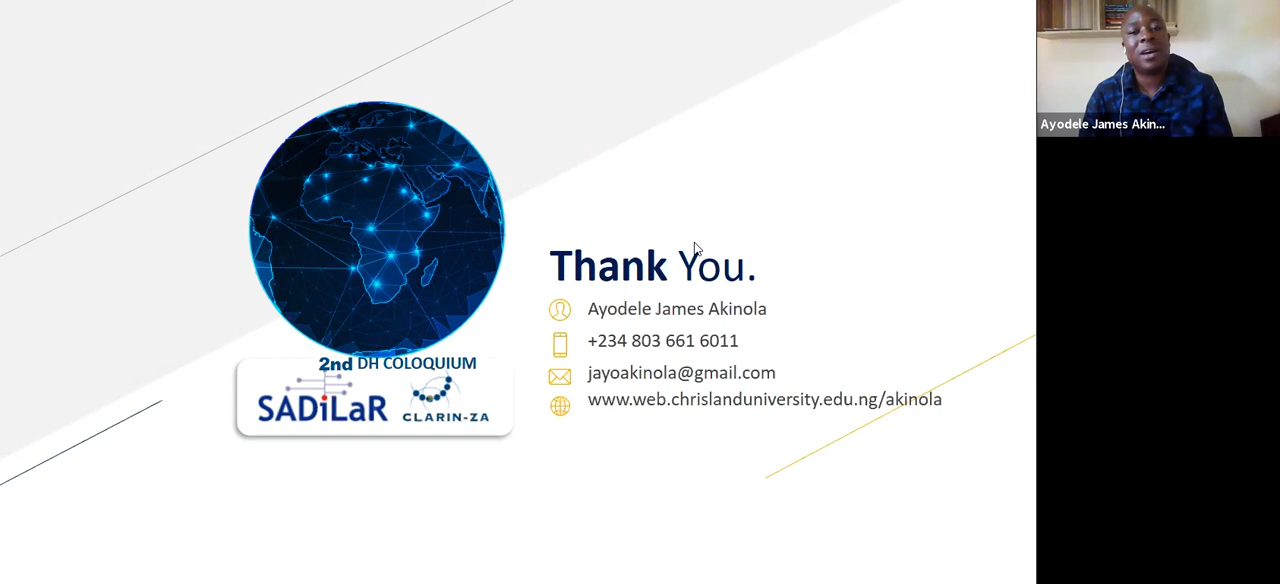 Thank You.
Ayodele James Akinola
+234 803 661 6011
jayoakinola@gmail.com
www.web.chrislanduniversity.edu.ng/akinola
2nd DH COLOQUIUM
SADiLaR
CLARIN-ZA
Ayodele James Akin...